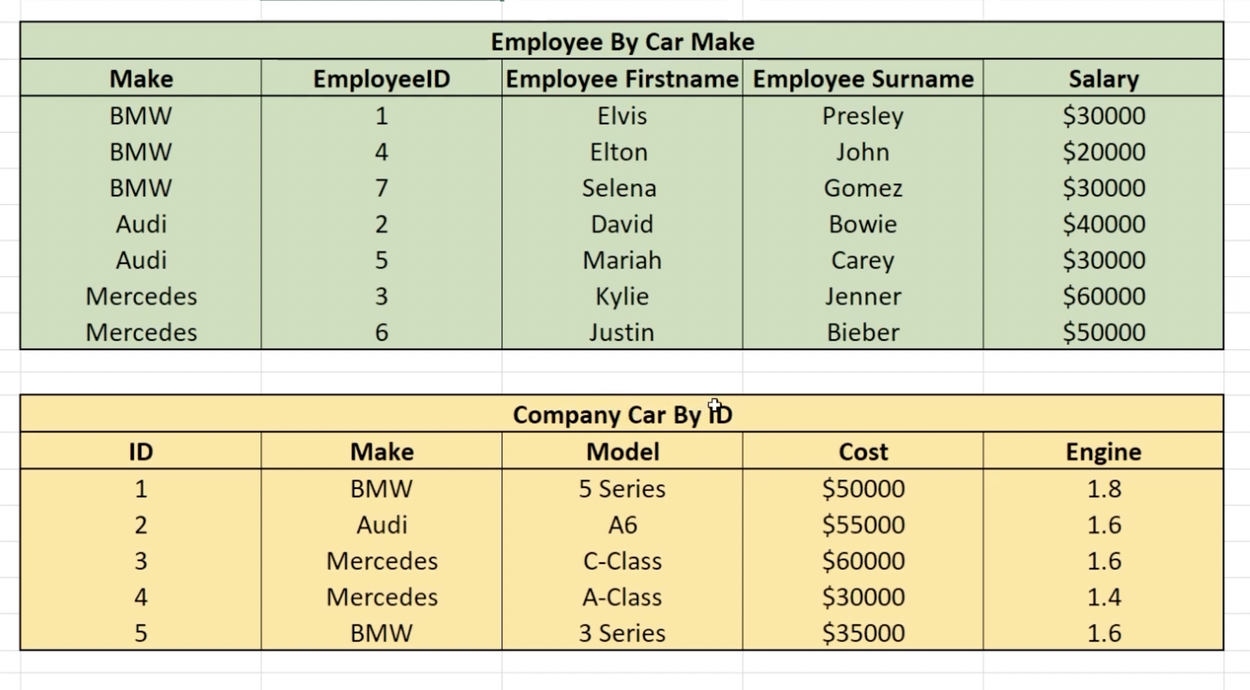 Employee By Car Make
Make EmployeeID Employee Firstname Employee Surname Salary
BMW 1 Elvis Presley $30000
BMW 4 Elton John $20000
BMW 7 Selena Gomez $30000
Audi 2 David Bowie $40000
Audi 5 Mariah Carey $30000
Mercedes 3 Kylie Jenner $60000
Mercedes 6 Justin Bieber $50000
Company Car By ID
ID Make Model Cost Engine
1 BMW 5 Series $50000 1.8
2 Audi A6 $55000 1.6
3 Mercedes C-Class $60000 1.6
4 Mercedes A-Class $30000 1.4
5 BMW 3 Series $35000 1.6